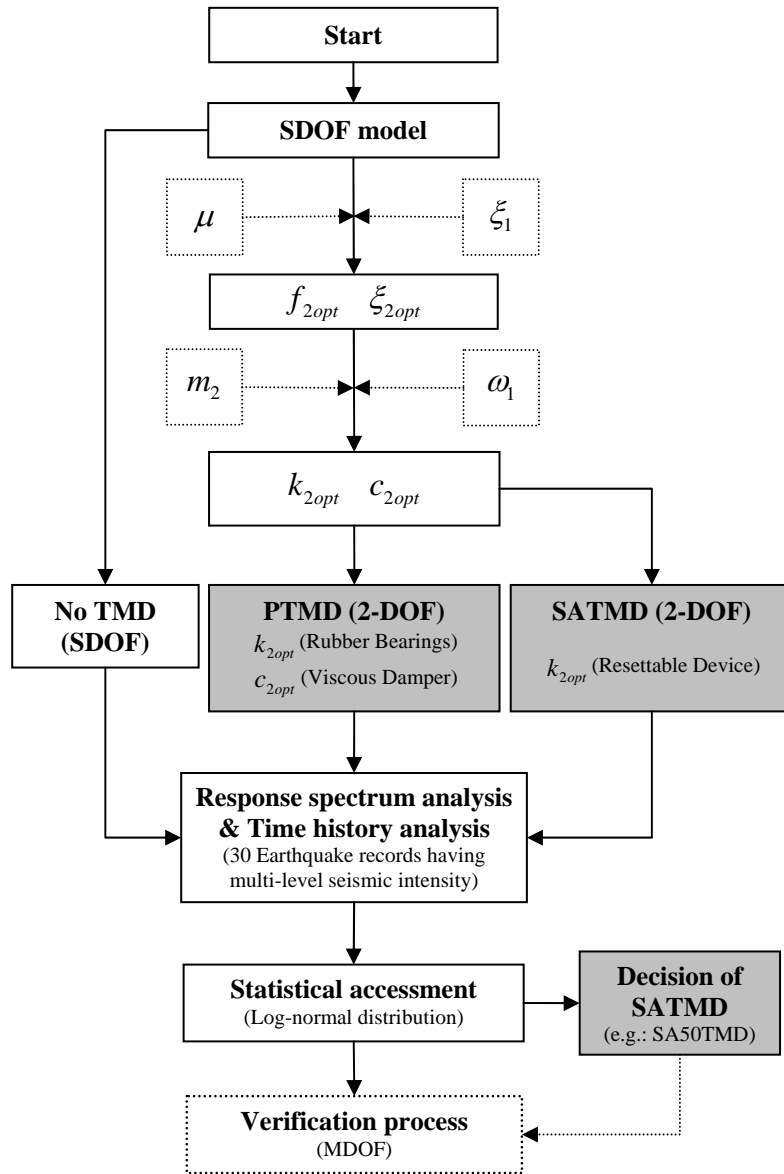 Start
SDOF model
μ
ξ₁
f₂ₒₚₜ ξ₂ₒₚₜ
m₂
ω₁
k₂ₒₚₜ c₂ₒₚₜ
No TMD
(SDOF)
PTMD (2-DOF)
k₂ₒₚₜ (Rubber Bearings)
c₂ₒₚₜ (Viscous Damper)
SATMD (2-DOF)
k₂ₒₚₜ (Resettable Device)
Response spectrum analysis
& Time history analysis
(30 Earthquake records having
multi-level seismic intensity)
Statistical accessment
(Log-normal distribution)
Decision of
SATMD
(e.g.: SA50TMD)
Verification process
(MDOF)